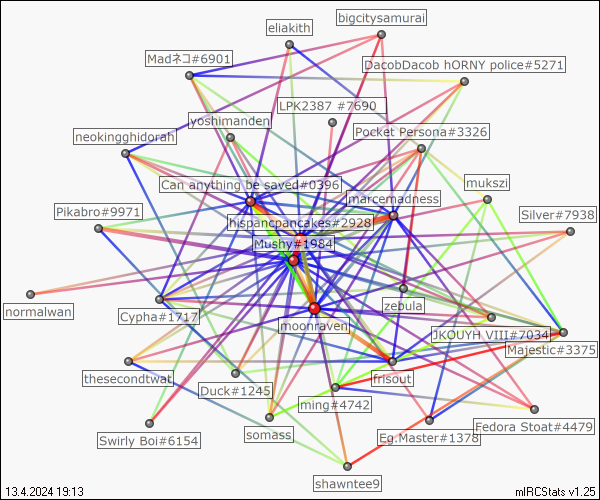 bigcitysamurai
eliakith
Madネコ#6901
DacobDacob hORNY police#5271
LPK2387 #7690
yoshimanden
Pocket Persona#3326
neokingghidorah
Can anything be saved#0396
mukszi
marcemadness
Pikabro#9971
hispancpancakes#2928
Silver#7938
Mushy#1984
normalwan
zebula
Cypha#1717
moonraven
JKOUYH VIII#7034
Majestic#3375
thesecondtwat
frisout
Duck#1245
ming#4742
Fedora Stoat#4479
Swirly Boi#6154
somass
Eg.Master#1378
shawntee9
13.4.2024 19:13
mIRCStats v1.25